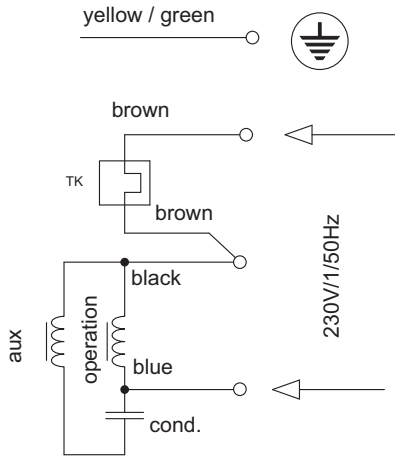 yellow / green
brown
TK
brown
230V/1/50Hz
black
aux
operation
blue
cond.